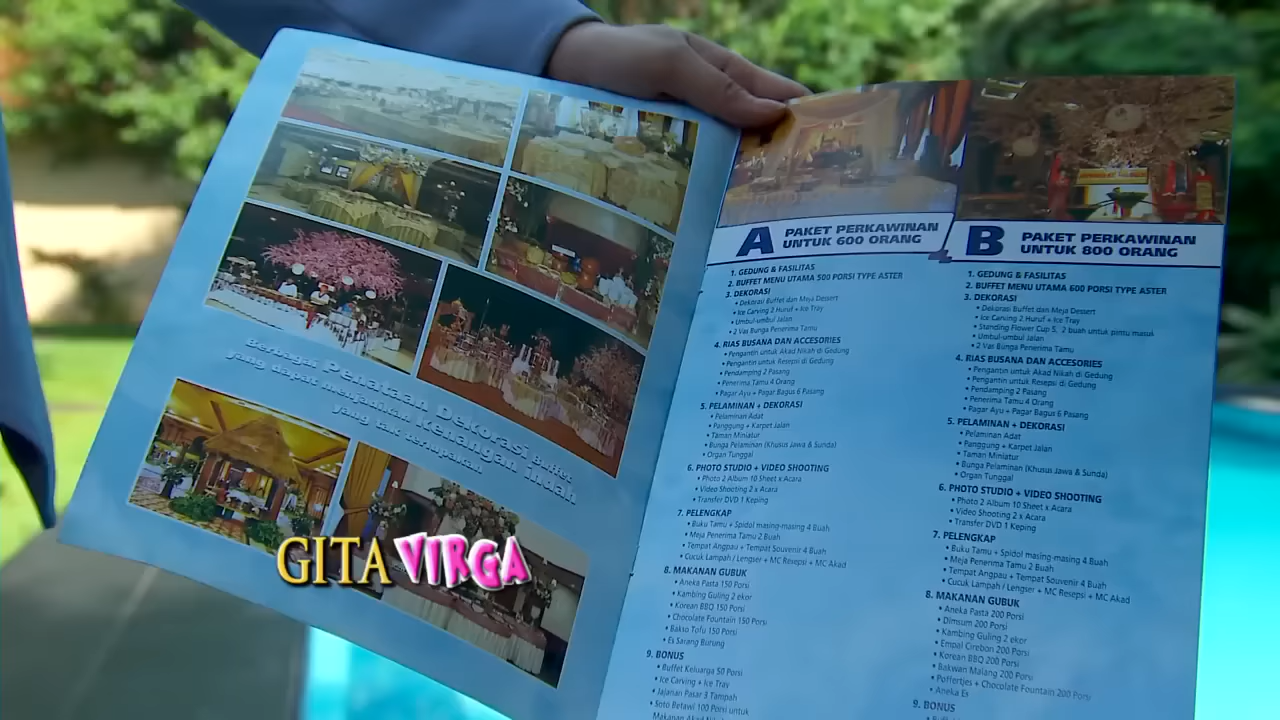 Beragam Penataan Dekorasi Buffet
yang dapat menjadikan Kenangan Indah
yang tak terlupakan
GITA VIRGA
A PAKET PERKAWINAN
UNTUK 600 ORANG
1. GEDUNG & FASILITAS
2. BUFFET MENU UTAMA 500 PORSI TYPE ASTER
3. DEKORASI
• Dekorasi Buffet dan Meja Dessert
• Ice Carving 2 Huruf + Ice Tray
• Umbul-umbul Jalan
• 2 Vas Bunga Penerima Tamu
4. RIAS BUSANA DAN ACCESORIES
• Pengantin untuk Akad Nikah di Gedung
• Pengantin untuk Resepsi di Gedung
• Pendamping 2 Pasang
• Penerima Tamu 4 Orang
• Pagar Ayu + Pagar Bagus 6 Pasang
5. PELAMINAN + DEKORASI
• Pelaminan Adat
• Panggung + Karpet Jalan
• Taman Miniatur
• Bunga Pelaminan (Khusus Jawa & Sunda)
• Organ Tunggal
6. PHOTO STUDIO + VIDEO SHOOTING
• Photo 2 Album 10 Sheet x Acara
• Video Shooting 2 x Acara
• Transfer DVD 1 Keping
7. PELENGKAP
• Buku Tamu + Spidol masing-masing 4 Buah
• Meja Penerima Tamu 2 Buah
• Tempat Angpau + Tempat Souvenir 4 Buah
• Cucuk Lampah / Lengser + MC Resepsi + MC Akad
8. MAKANAN GUBUK
• Aneka Pasta 150 Porsi
• Kambing Guling 2 ekor
• Korean BBQ 150 Porsi
• Chocolate Fountain 150 Porsi
• Bakso Tofu 150 Porsi
• Es Sarang Burung
9. BONUS
• Buffet Keluarga 50 Porsi
• Ice Carving + Ice Tray
• Jajanan Pasar 3 Tampah
• Soto Betawi 100 Porsi untuk
Makanan Akad
B PAKET PERKAWINAN
UNTUK 800 ORANG
1. GEDUNG & FASILITAS
2. BUFFET MENU UTAMA 600 PORSI TYPE ASTER
3. DEKORASI
• Dekorasi Buffet dan Meja Dessert
• Ice Carving 2 Huruf + Ice Tray
• Standing Flower Cup 5, 2 buah untuk pintu masuk
• Umbul-umbul Jalan
• 2 Vas Bunga Penerima Tamu
4. RIAS BUSANA DAN ACCESORIES
• Pengantin untuk Akad Nikah di Gedung
• Pengantin untuk Resepsi di Gedung
• Pendamping 2 Pasang
• Penerima Tamu 4 Orang
• Pagar Ayu + Pagar Bagus 6 Pasang
5. PELAMINAN + DEKORASI
• Pelaminan Adat
• Panggung + Karpet Jalan
• Taman Miniatur
• Bunga Pelaminan (Khusus Jawa & Sunda)
• Organ Tunggal
6. PHOTO STUDIO + VIDEO SHOOTING
• Photo 2 Album 10 Sheet x Acara
• Video Shooting 2 x Acara
• Transfer DVD 1 Keping
7. PELENGKAP
• Buku Tamu + Spidol masing-masing 4 Buah
• Meja Penerima Tamu 2 Buah
• Tempat Angpau + Tempat Souvenir 4 Buah
• Cucuk Lampah / Lengser + MC Resepsi + MC Akad
8. MAKANAN GUBUK
• Aneka Pasta 200 Porsi
• Dimsum 200 Porsi
• Kambing Guling 2 ekor
• Empal Cirebon 200 Porsi
• Korean BBQ 200 Porsi
• Bakwan Malang 200 Porsi
• Poffertjes + Chocolate Fountain 200 Porsi
• Aneka Es
9. BONUS